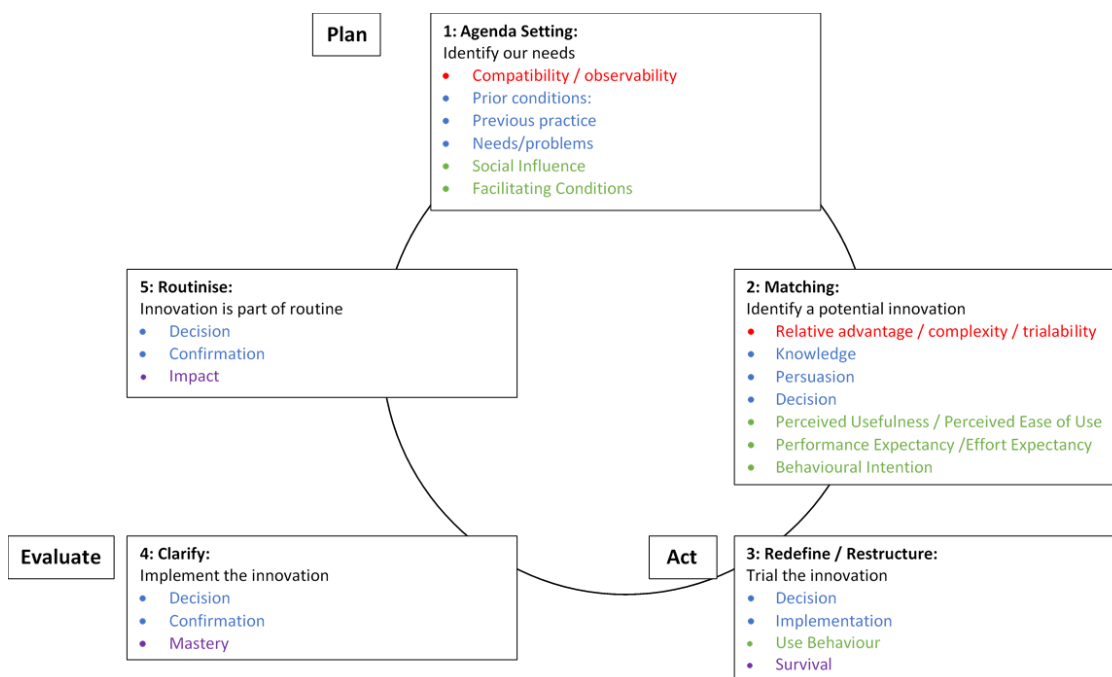 Plan
1: Agenda Setting:
Identify our needs
• Compatibility / observability
• Prior conditions:
• Previous practice
• Needs/problems
• Social Influence
• Facilitating Conditions
5: Routinise:
Innovation is part of routine
• Decision
• Confirmation
• Impact
2: Matching:
Identify a potential innovation
• Relative advantage / complexity / trialability
• Knowledge
• Persuasion
• Decision
• Perceived Usefulness / Perceived Ease of Use
• Performance Expectancy /Effort Expectancy
• Behavioural Intention
Evaluate
4: Clarify:
Implement the innovation
• Decision
• Confirmation
• Mastery
Act
3: Redefine / Restructure:
Trial the innovation
• Decision
• Implementation
• Use Behaviour
• Survival